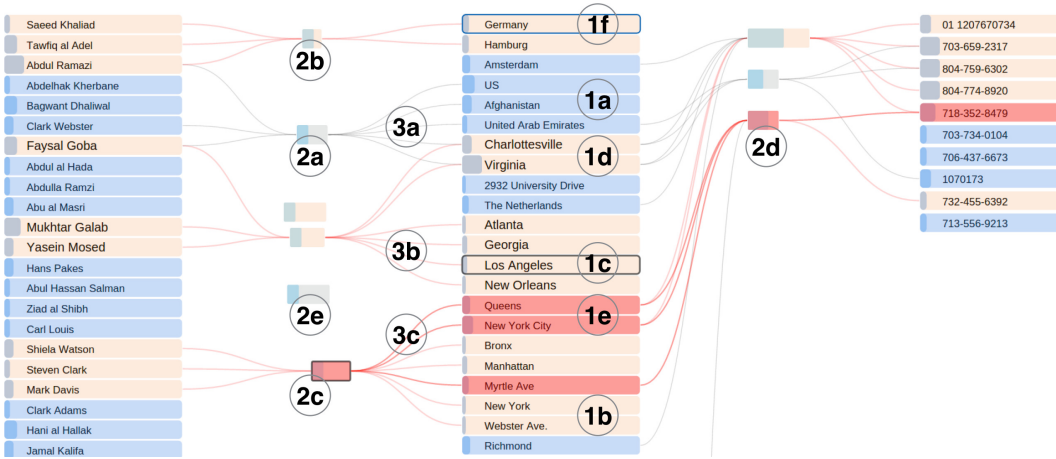 Saeed Khaliad
Tawfiq al Adel
Abdul Ramazi
Abdelhak Kherbane
Bagwant Dhaliwal
Clark Webster
Faysal Goba
Abdul al Hada
Abdulla Ramzi
Abu al Masri
Mukhtar Galab
Yasein Mosed
Hans Pakes
Abul Hassan Salman
Ziad al Shibh
Carl Louis
Shiela Watson
Steven Clark
Mark Davis
Clark Adams
Hani al Hallak
Jamal Kalifa
2b
2a
2e
2c
3a
3b
3c
Germany
Hamburg
Amsterdam
US
Afghanistan
United Arab Emirates
Charlottesville
Virginia
2932 University Drive
The Netherlands
Atlanta
Georgia
Los Angeles
New Orleans
Queens
New York City
Bronx
Manhattan
Myrtle Ave
New York
Webster Ave.
Richmond
1f
1a
1d
1c
1e
1b
2d
01 1207670734
703-659-2317
804-759-6302
804-774-8920
718-352-8479
703-734-0104
706-437-6673
1070173
732-455-6392
713-556-9213